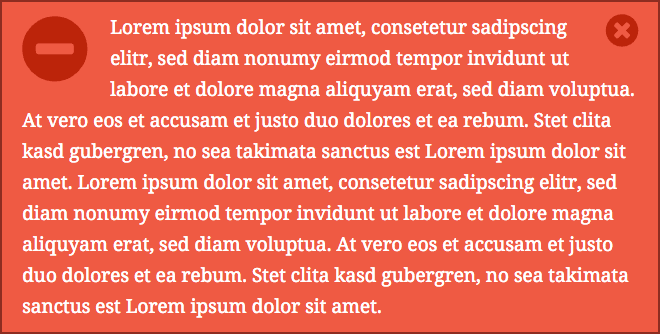 Lorem ipsum dolor sit amet, consetetur sadipscing
elitr, sed diam nonumy eirmod tempor invidunt ut
labore et dolore magna aliquyam erat, sed diam voluptua.
At vero eos et accusam et justo duo dolores et ea rebum. Stet clita
kasd gubergren, no sea takimata sanctus est Lorem ipsum dolor sit
amet. Lorem ipsum dolor sit amet, consetetur sadipscing elitr, sed
diam nonumy eirmod tempor invidunt ut labore et dolore magna
aliquyam erat, sed diam voluptua. At vero eos et accusam et justo
duo dolores et ea rebum. Stet clita kasd gubergren, no sea takimata
sanctus est Lorem ipsum dolor sit amet.